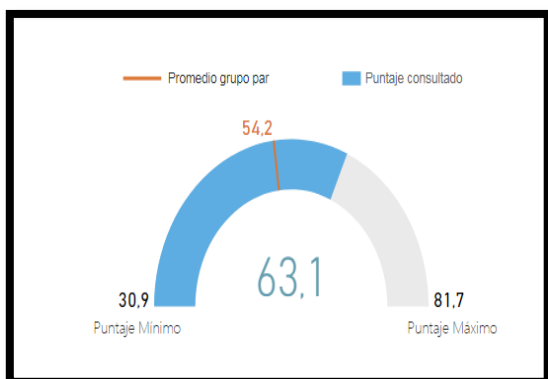 Promedio grupo par
Puntaje consultado
54,2
63,1
30,9
Puntaje Mínimo
81,7
Puntaje Máximo